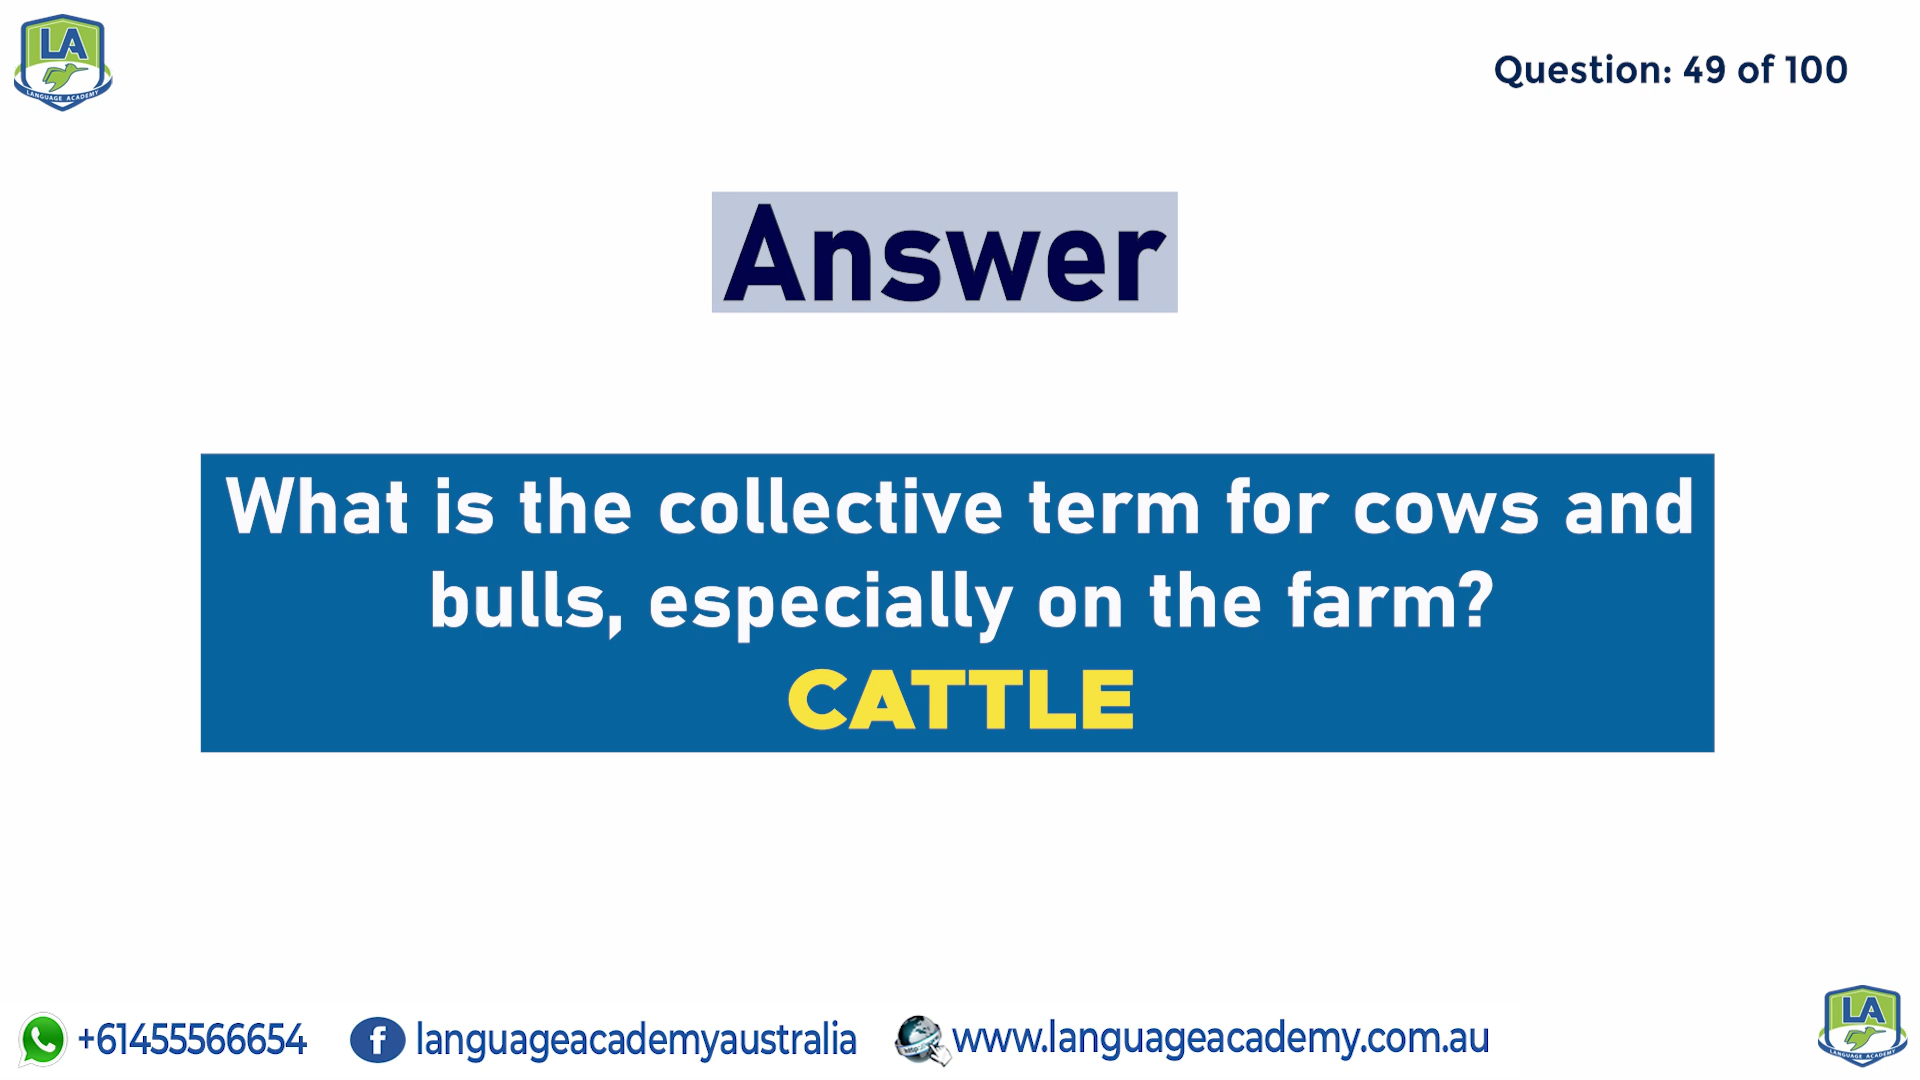 LA
LANGUAGE ACADEMY
Question: 49 of 100
Answer
What is the collective term for cows and
bulls, especially on the farm?
CATTLE
+61455566654
languageacademyaustralia
www.languageacademy.com.au
LA
LANGUAGE ACADEMY